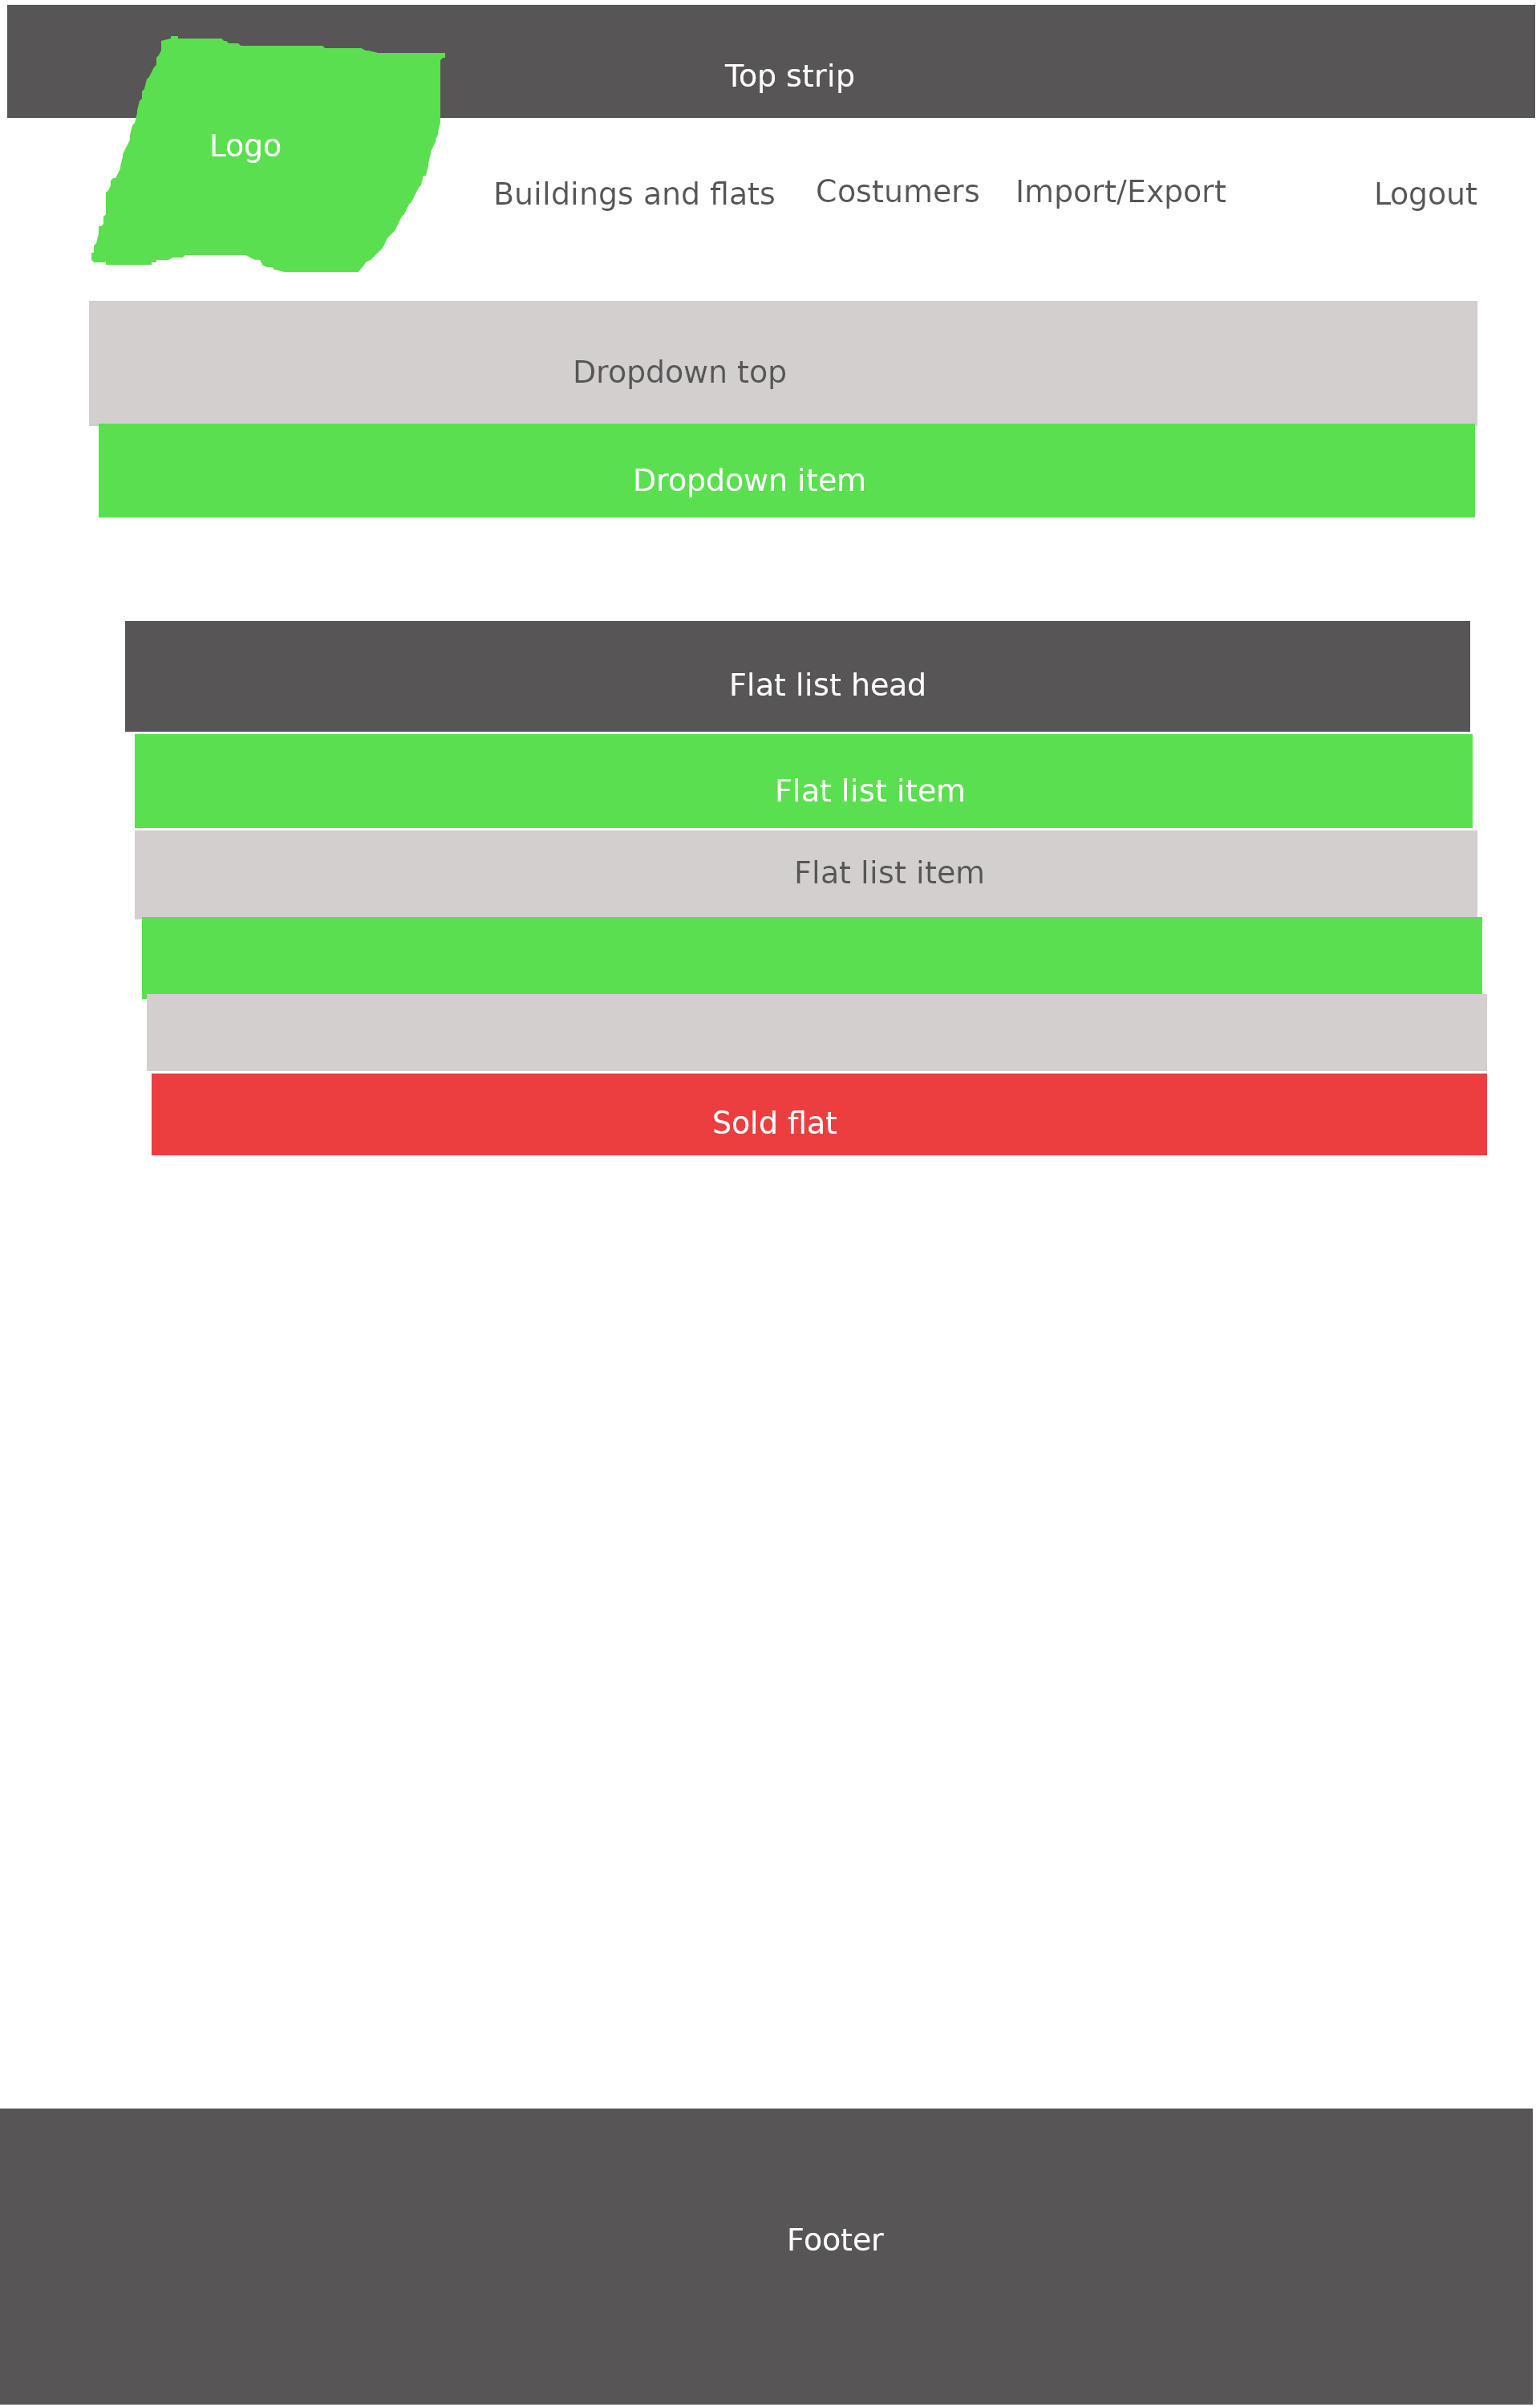 Top strip
Logo
Buildings and flats
Costumers
Import/Export
Logout
Dropdown top
Dropdown item
Flat list head
Flat list item
Flat list item
Sold flat
Footer